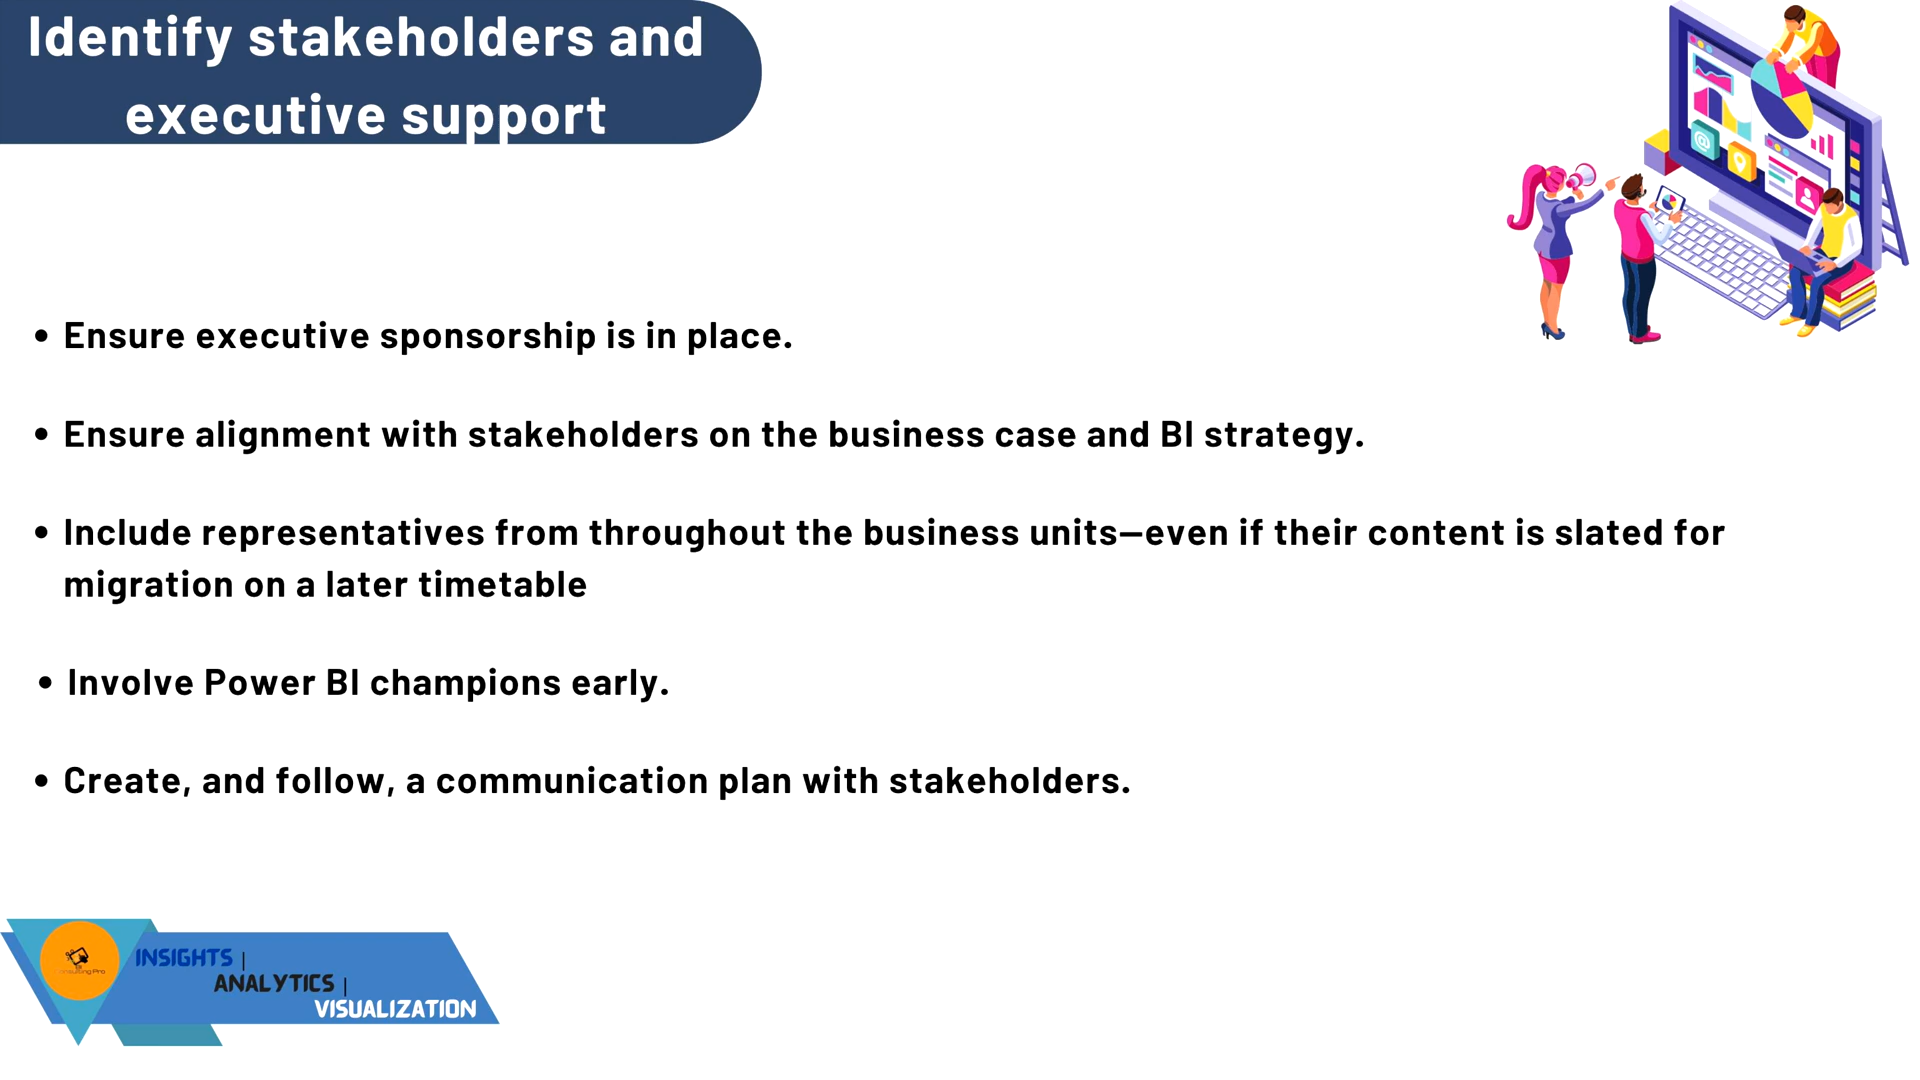 Identify stakeholders and
executive support
• Ensure executive sponsorship is in place.
• Ensure alignment with stakeholders on the business case and BI strategy.
• Include representatives from throughout the business units—even if their content is slated for
migration on a later timetable
• Involve Power BI champions early.
• Create, and follow, a communication plan with stakeholders.
INSIGHTS |
ANALYTICS |
VISUALIZATION